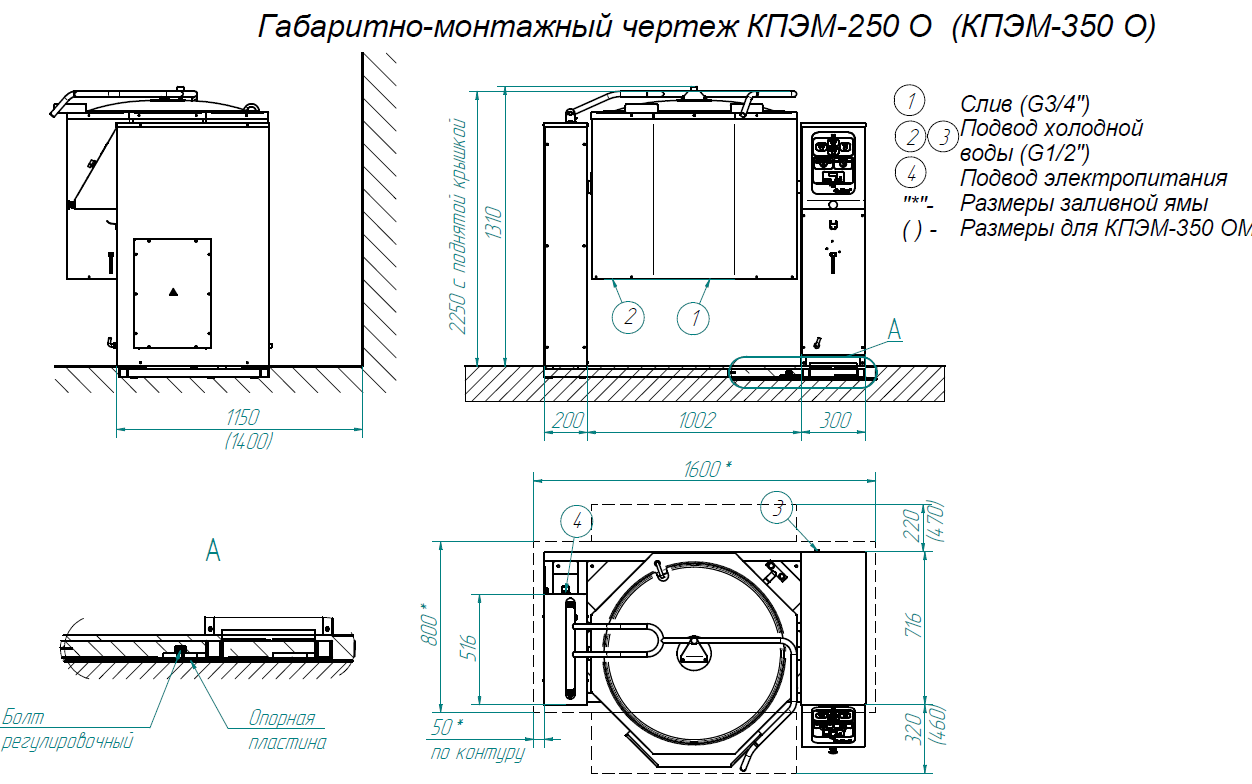 Габаритно-монтажный чертеж КПЭМ-250 О (КПЭМ-350 О)
1 Слив (G3/4")
2 3 Подвод холодной
воды (G1/2")
4 Подвод электропитания
"*"- Размеры заливной ямы
( ) - Размеры для КПЭМ-350 ОМ
2250 с поднятой крышкой
1310
2
1
А
1150
(1400)
200
1002
300
1600*
4
3
220
(470)
800*
516
716
320
(460)
50*
по контуру
А
Болт
регулировочный
Опорная
пластина